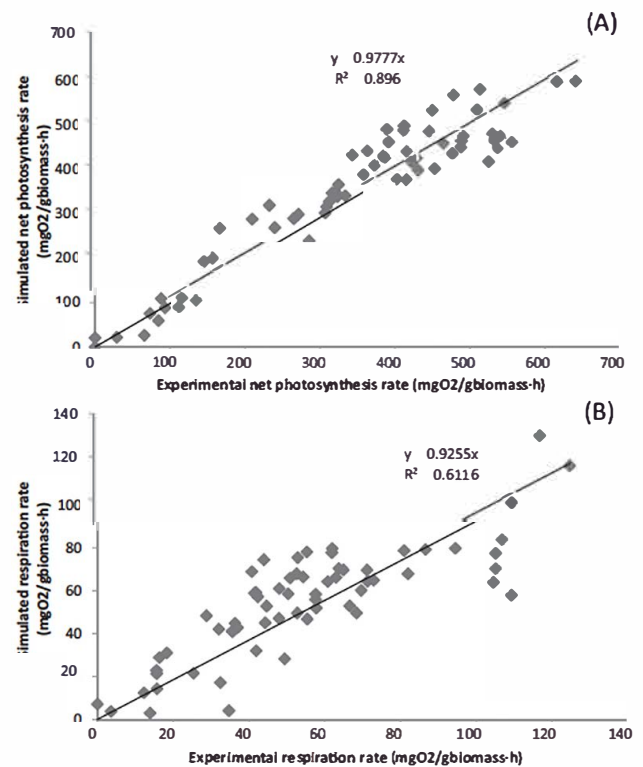 (A)
700
600
500
400
300
200
100
0
y 0.9777x
R² 0.896
:imulated net photosynthesis rate
(mgO2/gbiomass·h)
0 100 200 300 400 500 600 700
Experimental net photosynthesis rate (mgO2/gbiomass·h)
(B)
140
120
100
80
60
40
20
0
y 0.9255x
R² 0.6116
:imulated respiration rate
(mgO2/gbiomass·h)
0 20 40 60 80 100 120 140
Experimental respiration rate (mgO2/gbiomass·h)